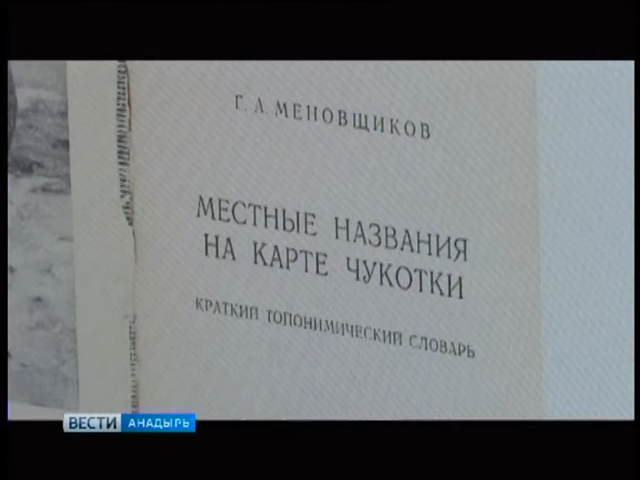 Г. А. МЕНОВЩИКОВ
МЕСТНЫЕ НАЗВАНИЯ
НА КАРТЕ ЧУКОТКИ
КРАТКИЙ ТОПОНИМИЧЕСКИЙ СЛОВАРЬ
ВЕСТИ АНАДЫРЬ